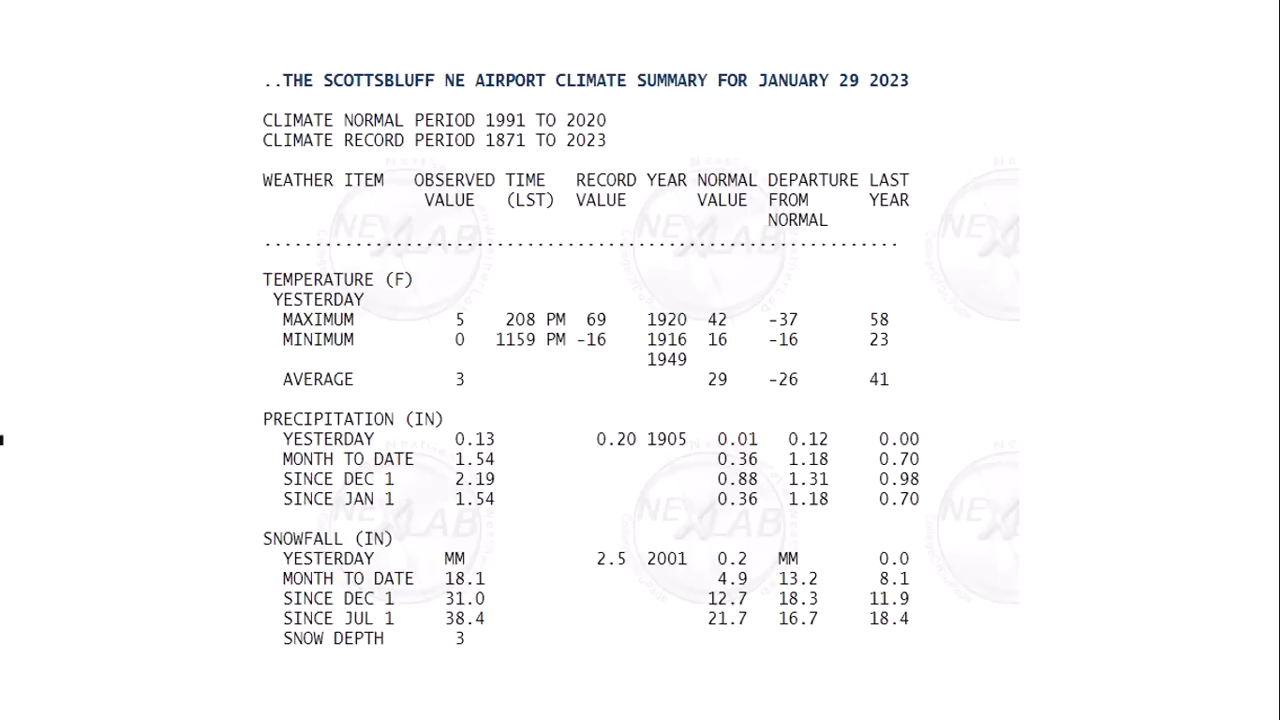 ..THE SCOTTSBLUFF NE AIRPORT CLIMATE SUMMARY FOR JANUARY 29 2023
CLIMATE NORMAL PERIOD 1991 TO 2020
CLIMATE RECORD PERIOD 1871 TO 2023
WEATHER ITEM OBSERVED TIME RECORD YEAR NORMAL DEPARTURE LAST
VALUE (LST) VALUE VALUE FROM YEAR
NORMAL
...............................................................
TEMPERATURE (F)
YESTERDAY
MAXIMUM 5 208 PM 69 1920 42 -37 58
MINIMUM 0 1159 PM -16 1916 16 -16 23
1949
AVERAGE 3 29 -26 41
PRECIPITATION (IN)
YESTERDAY 0.13 0.20 1905 0.01 0.12 0.00
MONTH TO DATE 1.54 0.36 1.18 0.70
SINCE DEC 1 2.19 0.88 1.31 0.98
SINCE JAN 1 1.54 0.36 1.18 0.70
SNOWFALL (IN)
YESTERDAY MM 2.5 2001 0.2 MM 0.0
MONTH TO DATE 18.1 4.9 13.2 8.1
SINCE DEC 1 31.0 12.7 18.3 11.9
SINCE JUL 1 38.4 21.7 16.7 18.4
SNOW DEPTH 3
NEXLAB
NEXLAB
NEXLAB
NEXLAB